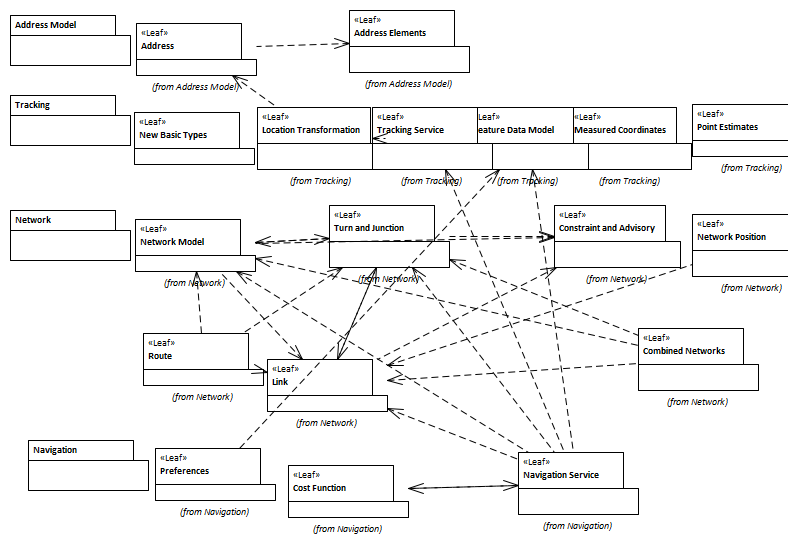 Address Model
«Leaf»
Address
(from Address Model)
«Leaf»
Address Elements
(from Address Model)
Tracking
«Leaf»
New Basic Types
«Leaf»
Location Transformation
(from Tracking)
«Leaf»
Tracking Service
(from Tracking)
«Leaf»
eature Data Model
(from Tracking)
«Leaf»
Measured Coordinates
(from Tracking)
«Leaf»
Point Estimates
(from Tracking)
Network
«Leaf»
Network Model
(from Network)
«Leaf»
Turn and Junction
(from Network)
«Leaf»
Constraint and Advisory
(from Network)
«Leaf»
Network Position
(from Network)
«Leaf»
Route
(from Network)
«Leaf»
Link
(from Network)
«Leaf»
Combined Networks
(from Network)
Navigation
«Leaf»
Preferences
(from Navigation)
«Leaf»
Cost Function
(from Navigation)
«Leaf»
Navigation Service
(from Navigation)